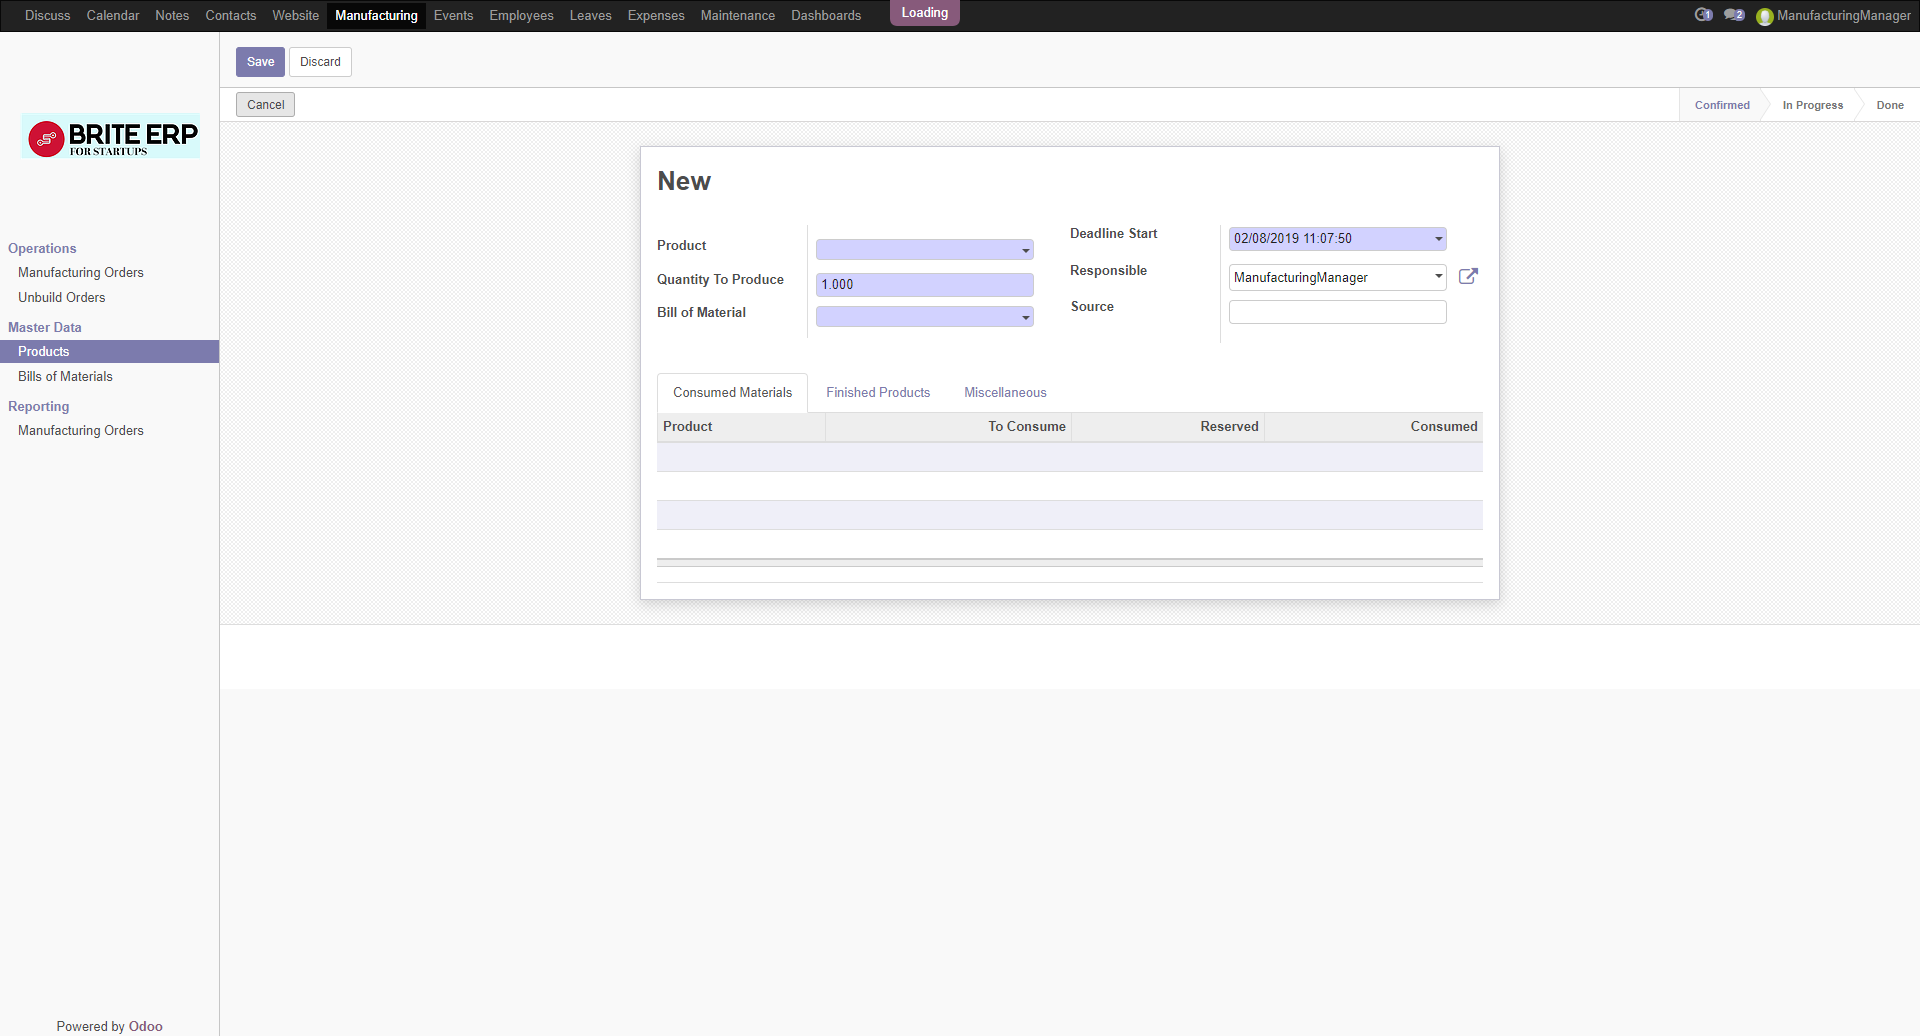 Discuss Calendar Notes Contacts Website Manufacturing Events Employees Leaves Expenses Maintenance Dashboards Loading 1 2 ManufacturingManager
Save Discard
Cancel Confirmed In Progress Done
BRITE ERP
FOR STARTUPS
Operations
Manufacturing Orders
Unbuild Orders
Master Data
Products
Bills of Materials
Reporting
Manufacturing Orders
Powered by Odoo
New
Product
Quantity To Produce 1.000
Bill of Material
Deadline Start 02/08/2019 11:07:50
Responsible ManufacturingManager
Source
Consumed Materials Finished Products Miscellaneous
Product To Consume Reserved Consumed